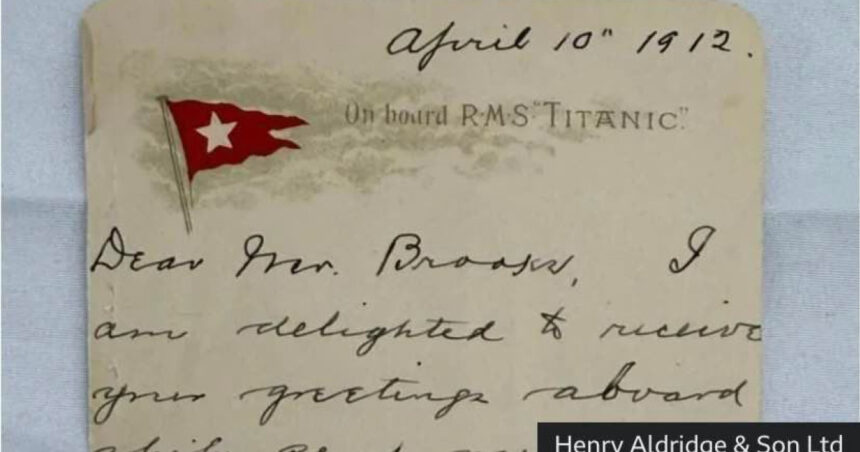 April 10" 1912.
On board R·M·S "TITANIC".
Dear Mr. Brooks, I
am delighted to receive
your greetings aboard
Henry Aldridge & Son Ltd